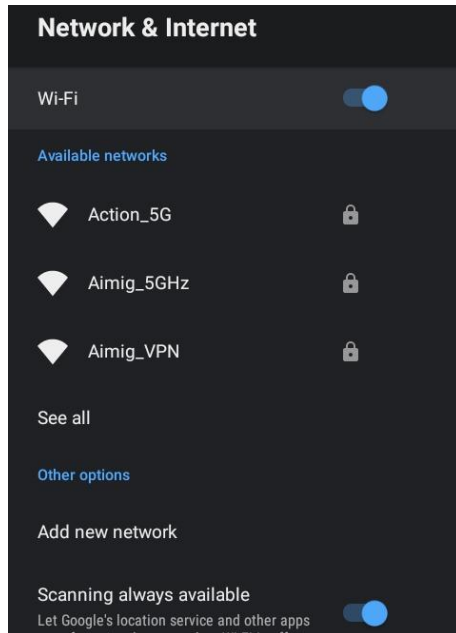 Network & Internet
Wi-Fi
Available networks
Action_5G
Aimig_5GHz
Aimig_VPN
See all
Other options
Add new network
Scanning always available
Let Google's location service and other apps